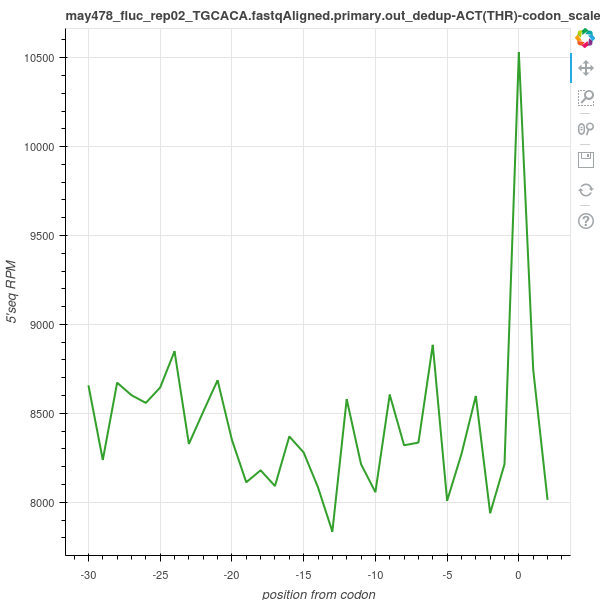 may478_fluc_rep02_TGCACA.fastqAligned.primary.out_dedup-ACT(THR)-codon_scale
10500
10000
9500
9000
8500
8000
5'seq RPM
-30 -25 -20 -15 -10 -5 0
position from codon